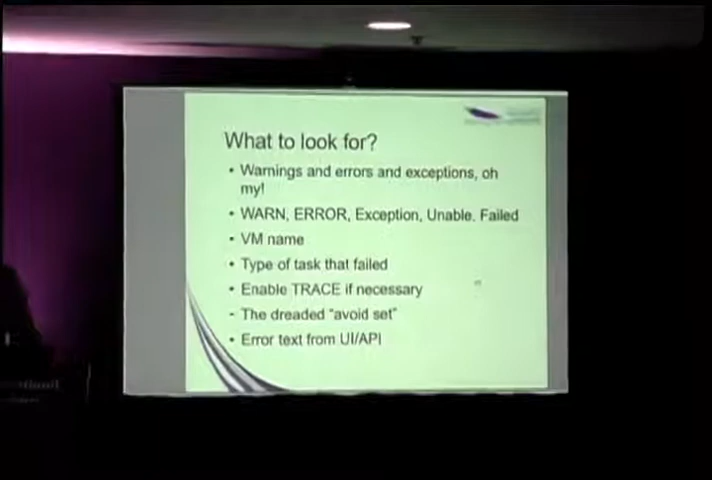 What to look for?
• Warnings and errors and exceptions, oh
my!
• WARN, ERROR, Exception, Unable. Failed
• VM name
• Type of task that failed
• Enable TRACE if necessary
- The dreaded "avoid set"
• Error text from UI/API